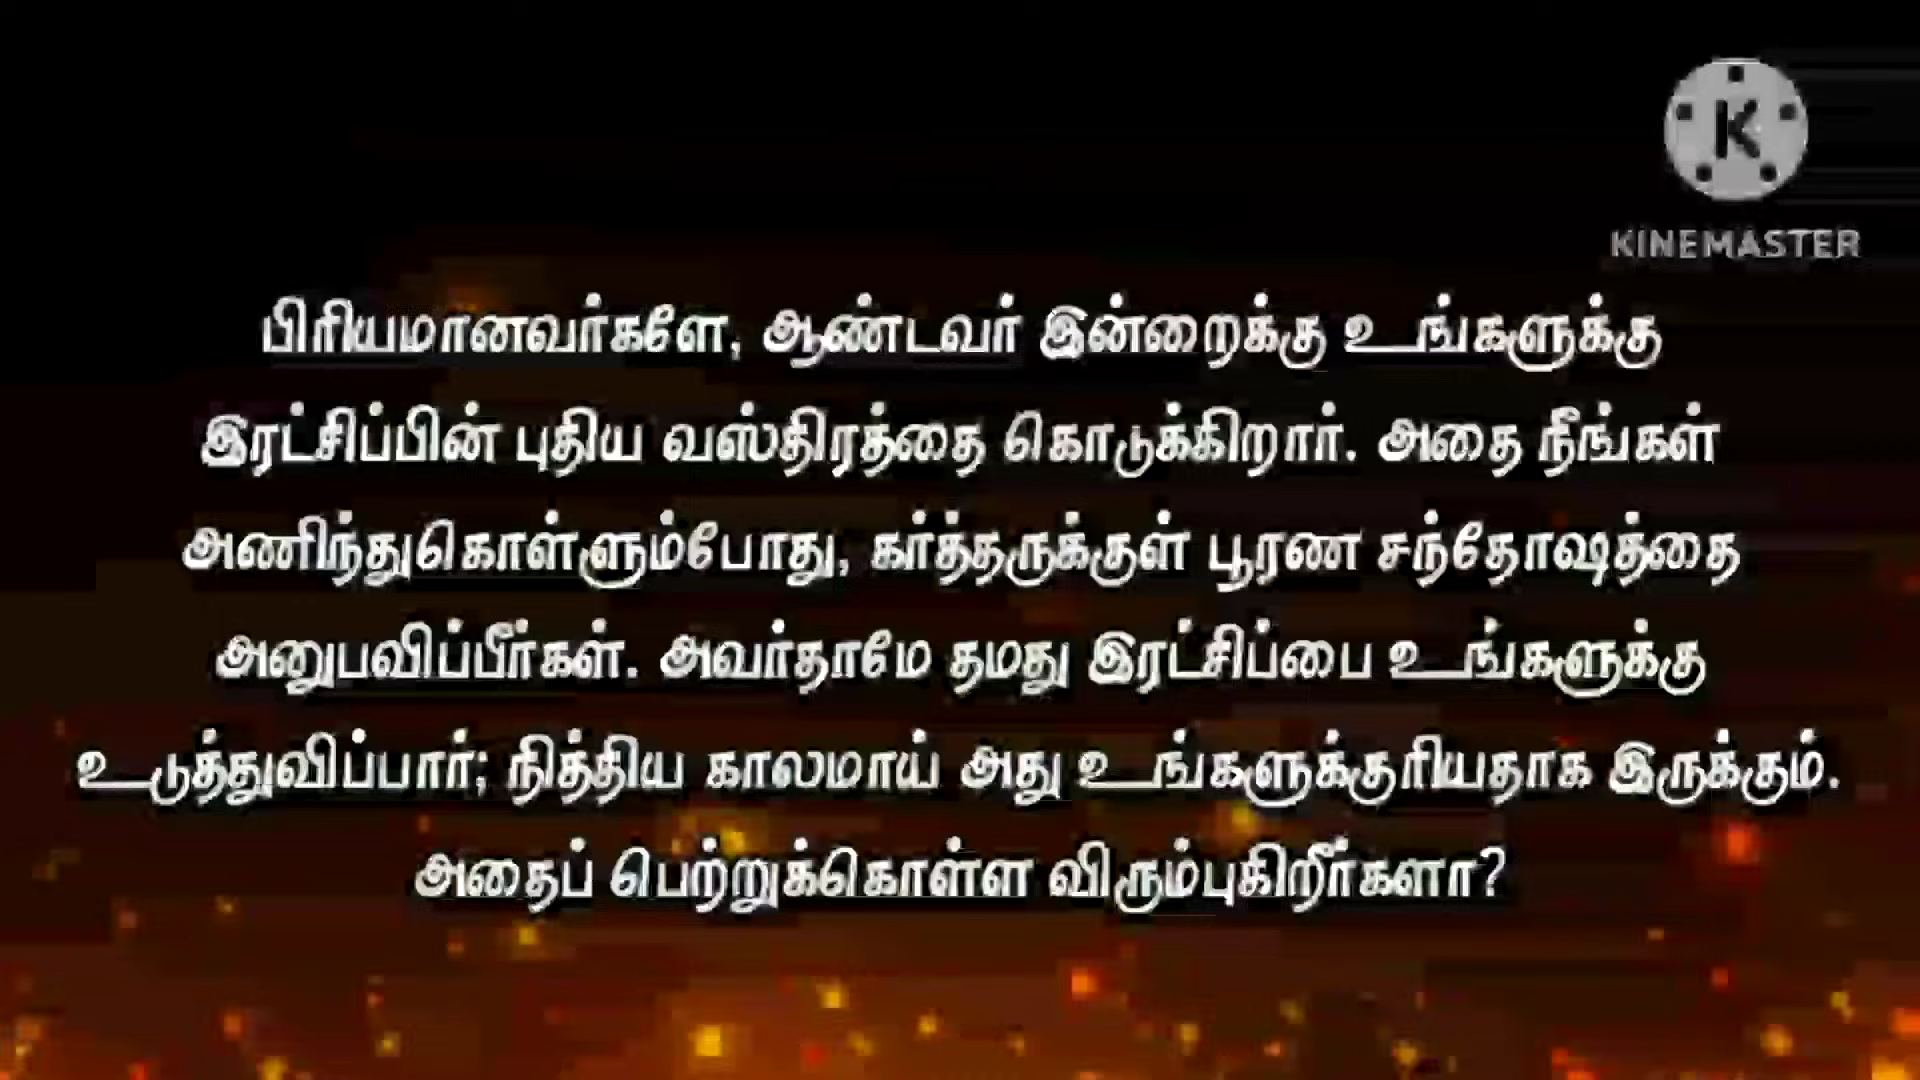 KINEMASTER
பிரியமானவர்களே, ஆண்டவர் இன்றைக்கு உங்களுக்கு
இரட்சிப்பின் புதிய வஸ்திரத்தை கொடுக்கிறார். அதை நீங்கள்
அணிந்துகொள்ளும்போது, கர்த்தருக்குள் பூரண சந்தோஷத்தை
அனுபவிப்பீர்கள். அவர்தாமே தமது இரட்சிப்பை உங்களுக்கு
உடுத்துவிப்பார்; நித்திய காலமாய் அது உங்களுக்குரியதாக இருக்கும்.
அதைப் பெற்றுக்கொள்ள விரும்புகிறீர்களா?